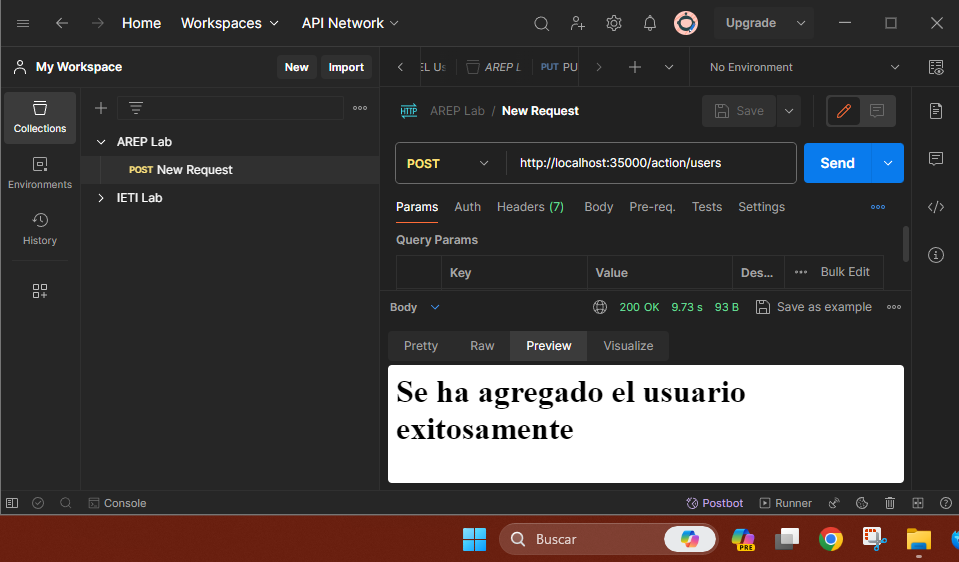 Home Workspaces API Network Upgrade
My Workspace New Import
EL Us AREP L PUT PU No Environment
Collections
Environments
History
AREP Lab
POST New Request
IETI Lab
HTTP AREP Lab / New Request Save
POST http://localhost:35000/action/users Send
Params Auth Headers (7) Body Pre-req. Tests Settings
Query Params
Key Value Des... Bulk Edit
Body 200 OK 9.73 s 93 B Save as example
Pretty Raw Preview Visualize
Se ha agregado el usuario
exitosamente
Console Postbot Runner
Buscar PRE